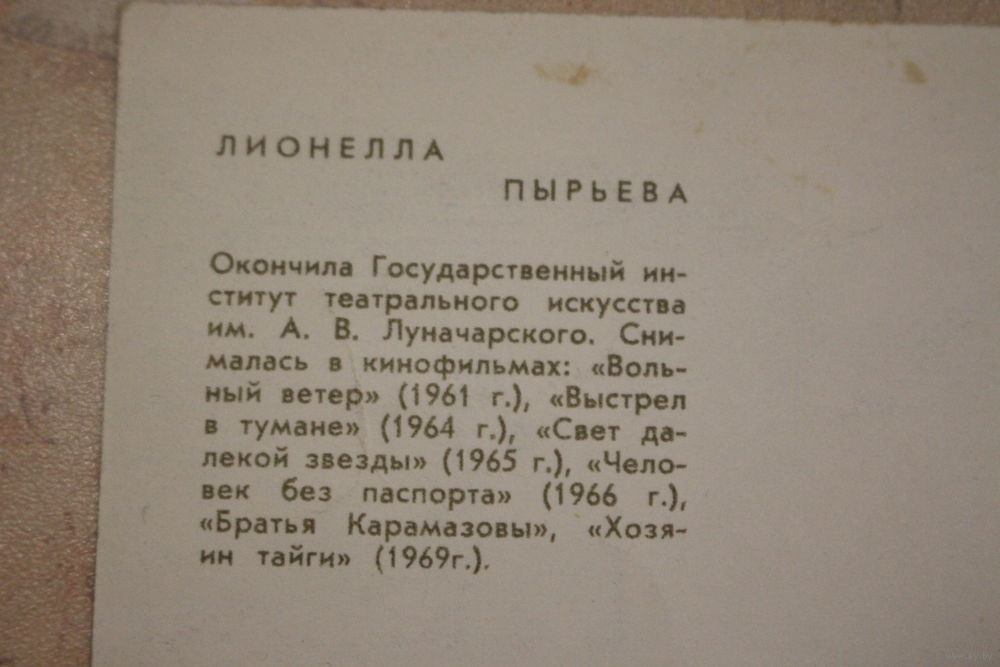 ЛИОНЕЛЛА
ПЫРЬЕВА
Окончила Государственный ин-
ститут театрального искусства
им. А. В. Луначарского. Сни-
малась в кинофильмах: «Воль-
ный ветер» (1961 г.), «Выстрел
в тумане» (1964 г.), «Свет да-
лекой звезды» (1965 г.), «Чело-
век без паспорта» (1966 г.),
«Братья Карамазовы», «Хозя-
ин тайги» (1969г.).